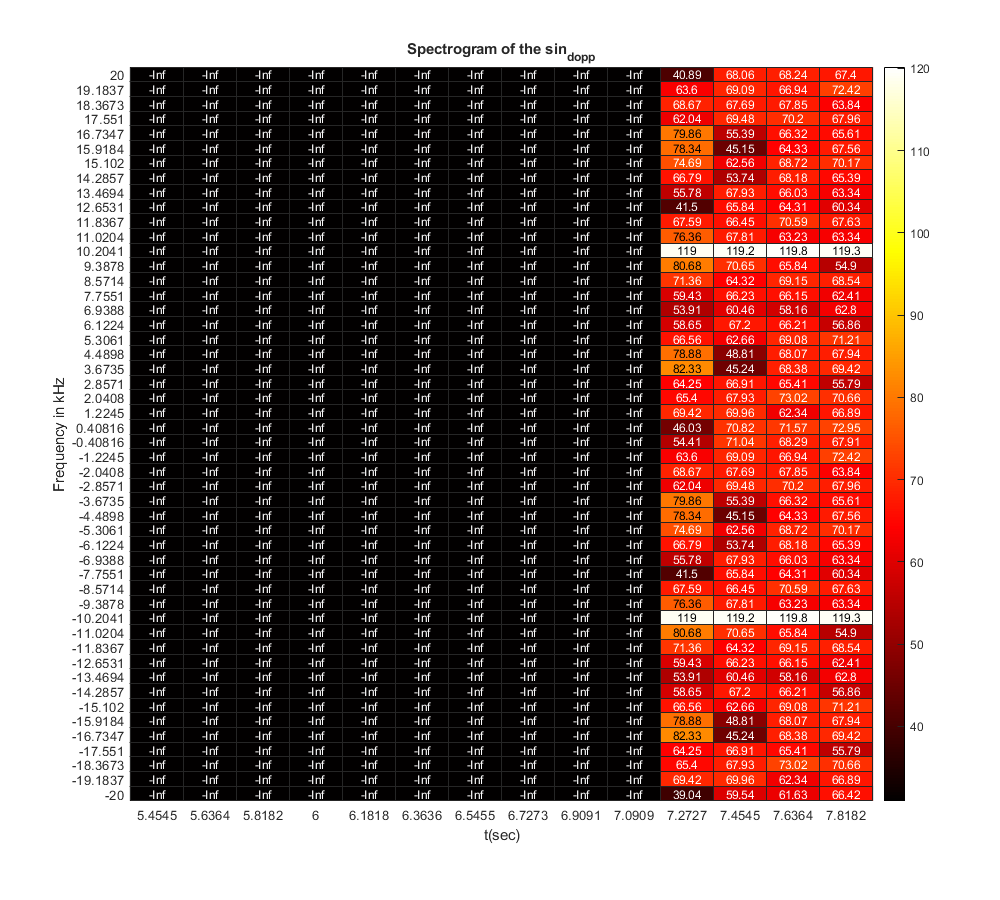 Spectrogram of the sin_dopp
20 -Inf -Inf -Inf -Inf -Inf -Inf -Inf -Inf -Inf -Inf 40.89 68.06 68.24 67.4
19.1837 -Inf -Inf -Inf -Inf -Inf -Inf -Inf -Inf -Inf -Inf 63.6 69.09 66.94 72.42
18.3673 -Inf -Inf -Inf -Inf -Inf -Inf -Inf -Inf -Inf -Inf 68.67 67.69 67.85 63.84
17.551 -Inf -Inf -Inf -Inf -Inf -Inf -Inf -Inf -Inf -Inf 62.04 69.48 70.2 67.96
16.7347 -Inf -Inf -Inf -Inf -Inf -Inf -Inf -Inf -Inf -Inf 79.86 55.39 66.32 65.61
15.9184 -Inf -Inf -Inf -Inf -Inf -Inf -Inf -Inf -Inf -Inf 78.34 45.15 64.33 67.56
15.102 -Inf -Inf -Inf -Inf -Inf -Inf -Inf -Inf -Inf -Inf 74.69 62.56 68.72 70.17
14.2857 -Inf -Inf -Inf -Inf -Inf -Inf -Inf -Inf -Inf -Inf 66.79 53.74 68.18 65.39
13.4694 -Inf -Inf -Inf -Inf -Inf -Inf -Inf -Inf -Inf -Inf 55.78 67.93 66.03 63.34
12.6531 -Inf -Inf -Inf -Inf -Inf -Inf -Inf -Inf -Inf -Inf 41.5 65.84 64.31 60.34
11.8367 -Inf -Inf -Inf -Inf -Inf -Inf -Inf -Inf -Inf -Inf 67.59 66.45 70.59 67.63
11.0204 -Inf -Inf -Inf -Inf -Inf -Inf -Inf -Inf -Inf -Inf 76.36 67.81 63.23 63.34
10.2041 -Inf -Inf -Inf -Inf -Inf -Inf -Inf -Inf -Inf -Inf 119 119.2 119.8 119.3
9.3878 -Inf -Inf -Inf -Inf -Inf -Inf -Inf -Inf -Inf -Inf 80.68 70.65 65.84 54.9
8.5714 -Inf -Inf -Inf -Inf -Inf -Inf -Inf -Inf -Inf -Inf 71.36 64.32 69.15 68.54
7.7551 -Inf -Inf -Inf -Inf -Inf -Inf -Inf -Inf -Inf -Inf 59.43 66.23 66.15 62.41
6.9388 -Inf -Inf -Inf -Inf -Inf -Inf -Inf -Inf -Inf -Inf 53.91 60.46 58.16 62.8
6.1224 -Inf -Inf -Inf -Inf -Inf -Inf -Inf -Inf -Inf -Inf 58.65 67.2 66.21 56.86
5.3061 -Inf -Inf -Inf -Inf -Inf -Inf -Inf -Inf -Inf -Inf 66.56 62.66 69.08 71.21
4.4898 -Inf -Inf -Inf -Inf -Inf -Inf -Inf -Inf -Inf -Inf 78.88 48.81 68.07 67.94
3.6735 -Inf -Inf -Inf -Inf -Inf -Inf -Inf -Inf -Inf -Inf 82.33 45.24 68.38 69.42
2.8571 -Inf -Inf -Inf -Inf -Inf -Inf -Inf -Inf -Inf -Inf 64.25 66.91 65.41 55.79
2.0408 -Inf -Inf -Inf -Inf -Inf -Inf -Inf -Inf -Inf -Inf 65.4 67.93 73.02 70.66
1.2245 -Inf -Inf -Inf -Inf -Inf -Inf -Inf -Inf -Inf -Inf 69.42 69.96 62.34 66.89
0.40816 -Inf -Inf -Inf -Inf -Inf -Inf -Inf -Inf -Inf -Inf 46.03 70.82 71.57 72.95
-0.40816 -Inf -Inf -Inf -Inf -Inf -Inf -Inf -Inf -Inf -Inf 54.41 71.04 68.29 67.91
-1.2245 -Inf -Inf -Inf -Inf -Inf -Inf -Inf -Inf -Inf -Inf 63.6 69.09 66.94 72.42
-2.0408 -Inf -Inf -Inf -Inf -Inf -Inf -Inf -Inf -Inf -Inf 68.67 67.69 67.85 63.84
-2.8571 -Inf -Inf -Inf -Inf -Inf -Inf -Inf -Inf -Inf -Inf 62.04 69.48 70.2 67.96
-3.6735 -Inf -Inf -Inf -Inf -Inf -Inf -Inf -Inf -Inf -Inf 79.86 55.39 66.32 65.61
-4.4898 -Inf -Inf -Inf -Inf -Inf -Inf -Inf -Inf -Inf -Inf 78.34 45.15 64.33 67.56
-5.3061 -Inf -Inf -Inf -Inf -Inf -Inf -Inf -Inf -Inf -Inf 74.69 62.56 68.72 70.17
-6.1224 -Inf -Inf -Inf -Inf -Inf -Inf -Inf -Inf -Inf -Inf 66.79 53.74 68.18 65.39
-6.9388 -Inf -Inf -Inf -Inf -Inf -Inf -Inf -Inf -Inf -Inf 55.78 67.93 66.03 63.34
-7.7551 -Inf -Inf -Inf -Inf -Inf -Inf -Inf -Inf -Inf -Inf 41.5 65.84 64.31 60.34
-8.5714 -Inf -Inf -Inf -Inf -Inf -Inf -Inf -Inf -Inf -Inf 67.59 66.45 70.59 67.63
-9.3878 -Inf -Inf -Inf -Inf -Inf -Inf -Inf -Inf -Inf -Inf 76.36 67.81 63.23 63.34
-10.2041 -Inf -Inf -Inf -Inf -Inf -Inf -Inf -Inf -Inf -Inf 119 119.2 119.8 119.3
-11.0204 -Inf -Inf -Inf -Inf -Inf -Inf -Inf -Inf -Inf -Inf 80.68 70.65 65.84 54.9
-11.8367 -Inf -Inf -Inf -Inf -Inf -Inf -Inf -Inf -Inf -Inf 71.36 64.32 69.15 68.54
-12.6531 -Inf -Inf -Inf -Inf -Inf -Inf -Inf -Inf -Inf -Inf 59.43 66.23 66.15 62.41
-13.4694 -Inf -Inf -Inf -Inf -Inf -Inf -Inf -Inf -Inf -Inf 53.91 60.46 58.16 62.8
-14.2857 -Inf -Inf -Inf -Inf -Inf -Inf -Inf -Inf -Inf -Inf 58.65 67.2 66.21 56.86
-15.102 -Inf -Inf -Inf -Inf -Inf -Inf -Inf -Inf -Inf -Inf 66.56 62.66 69.08 71.21
-15.9184 -Inf -Inf -Inf -Inf -Inf -Inf -Inf -Inf -Inf -Inf 78.88 48.81 68.07 67.94
-16.7347 -Inf -Inf -Inf -Inf -Inf -Inf -Inf -Inf -Inf -Inf 82.33 45.24 68.38 69.42
-17.551 -Inf -Inf -Inf -Inf -Inf -Inf -Inf -Inf -Inf -Inf 64.25 66.91 65.41 55.79
-18.3673 -Inf -Inf -Inf -Inf -Inf -Inf -Inf -Inf -Inf -Inf 65.4 67.93 73.02 70.66
-19.1837 -Inf -Inf -Inf -Inf -Inf -Inf -Inf -Inf -Inf -Inf 69.42 69.96 62.34 66.89
-20 -Inf -Inf -Inf -Inf -Inf -Inf -Inf -Inf -Inf -Inf 39.04 59.54 61.63 66.42
5.4545 5.6364 5.8182 6 6.1818 6.3636 6.5455 6.7273 6.9091 7.0909 7.2727 7.4545 7.6364 7.8182
t(sec)
Frequency in kHz
120
110
100
90
80
70
60
50
40